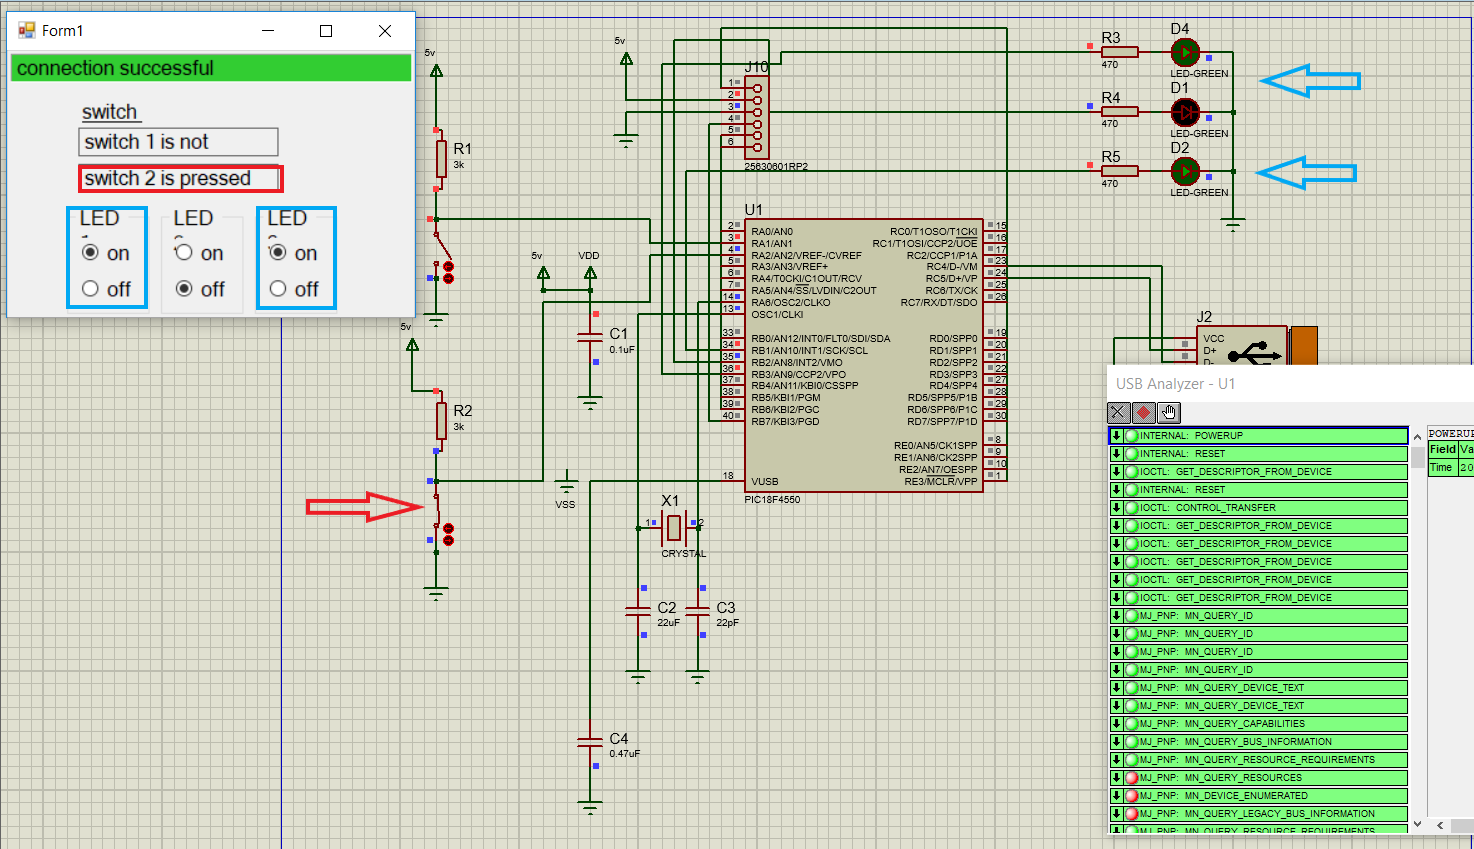 Form1
connection successful
switch
switch 1 is not
switch 2 is pressed
LED
on
off
LED
on
off
LED
on
off
5v
R1
3k
5v
R2
3k
5v
VDD
C1
0.1uF
VSS
5v
J10
1
2
3
4
5
6
25630601RP2
R3
470
D4
LED-GREEN
R4
470
D1
LED-GREEN
R5
470
D2
LED-GREEN
U1
2 RA0/AN0 RC0/T1OSO/T1CKI 15
3 RA1/AN1 RC1/T1OSI/CCP2/UOE 16
4 RA2/AN2/VREF-/CVREF RC2/CCP1/P1A 17
5 RA3/AN3/VREF+ RC4/D-/VM 23
6 RA4/T0CKI/C1OUT/RCV RC5/D+/VP 24
7 RA5/AN4/SS/LVDIN/C2OUT RC6/TX/CK 25
14 RA6/OSC2/CLKO RC7/RX/DT/SDO 26
13 OSC1/CLKI
33 RB0/AN12/INT0/FLT0/SDI/SDA RD0/SPP0 19
34 RB1/AN10/INT1/SCK/SCL RD1/SPP1 20
35 RB2/AN8/INT2/VMO RD2/SPP2 21
36 RB3/AN9/CCP2/VPO RD3/SPP3 22
37 RB4/AN11/KBI0/CSSPP RD4/SPP4 27
38 RB5/KBI1/PGM RD5/SPP5/P1B 28
39 RB6/KBI2/PGC RD6/SPP6/P1C 29
40 RB7/KBI3/PGD RD7/SPP7/P1D 30
RE0/AN5/CK1SPP 8
RE1/AN6/CK2SPP 9
RE2/AN7/OESPP 10
18 VUSB RE3/MCLR/VPP 1
PIC18F4550
X1
1 2
CRYSTAL
C2
22uF
C3
22pF
C4
0.47uF
J2
VCC
D+
D-
USB Analyzer - U1
INTERNAL: POWERUP
INTERNAL: RESET
IOCTL: GET_DESCRIPTOR_FROM_DEVICE
INTERNAL: RESET
IOCTL: CONTROL_TRANSFER
IOCTL: GET_DESCRIPTOR_FROM_DEVICE
IOCTL: GET_DESCRIPTOR_FROM_DEVICE
IOCTL: GET_DESCRIPTOR_FROM_DEVICE
IOCTL: GET_DESCRIPTOR_FROM_DEVICE
IOCTL: GET_DESCRIPTOR_FROM_DEVICE
MJ_PNP: MN_QUERY_ID
MJ_PNP: MN_QUERY_ID
MJ_PNP: MN_QUERY_ID
MJ_PNP: MN_QUERY_ID
MJ_PNP: MN_QUERY_DEVICE_TEXT
MJ_PNP: MN_QUERY_DEVICE_TEXT
MJ_PNP: MN_QUERY_CAPABILITIES
MJ_PNP: MN_QUERY_BUS_INFORMATION
MJ_PNP: MN_QUERY_RESOURCE_REQUIREMENTS
MJ_PNP: MN_QUERY_RESOURCES
MJ_PNP: MN_DEVICE_ENUMERATED
MJ_PNP: MN_QUERY_LEGACY_BUS_INFORMATION
MJ_PNP: MN_QUERY_RESOURCE_REQUIREMENTS
POWERUP
Field Va
Time 20